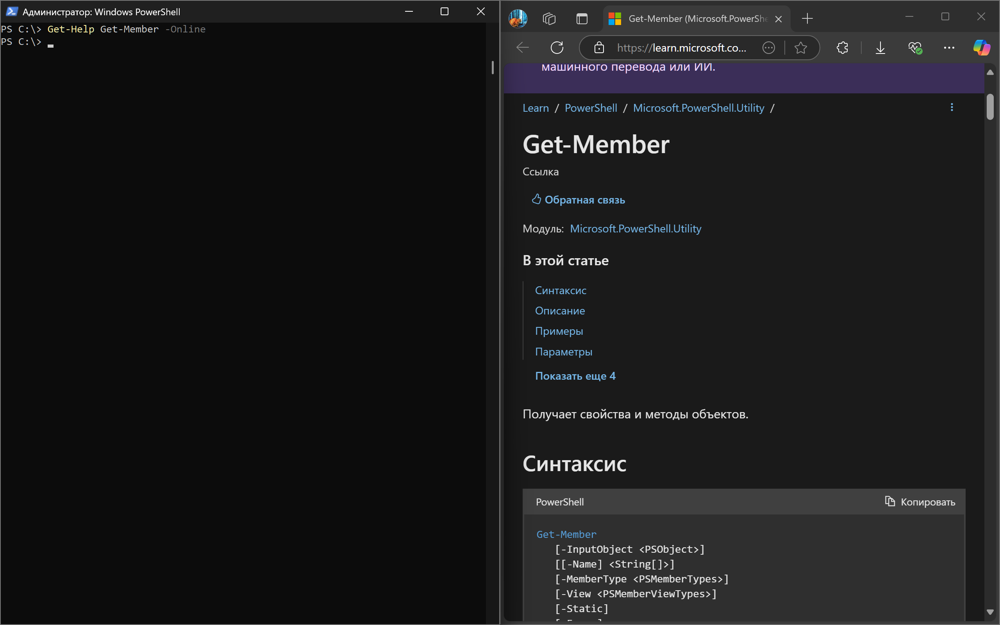 Администратор: Windows PowerShell
PS C:\> Get-Help Get-Member -Online
PS C:\>
Get-Member (Microsoft.PowerShe
https://learn.microsoft.co...
машинного перевода или ИИ.
Learn / PowerShell / Microsoft.PowerShell.Utility /
Get-Member
Ссылка
Обратная связь
Модуль: Microsoft.PowerShell.Utility
В этой статье
Синтаксис
Описание
Примеры
Параметры
Показать еще 4
Получает свойства и методы объектов.
Синтаксис
PowerShell
Копировать
Get-Member
[-InputObject <PSObject>]
[[-Name] <String[]>]
[-MemberType <PSMemberTypes>]
[-View <PSMemberViewTypes>]
[-Static]